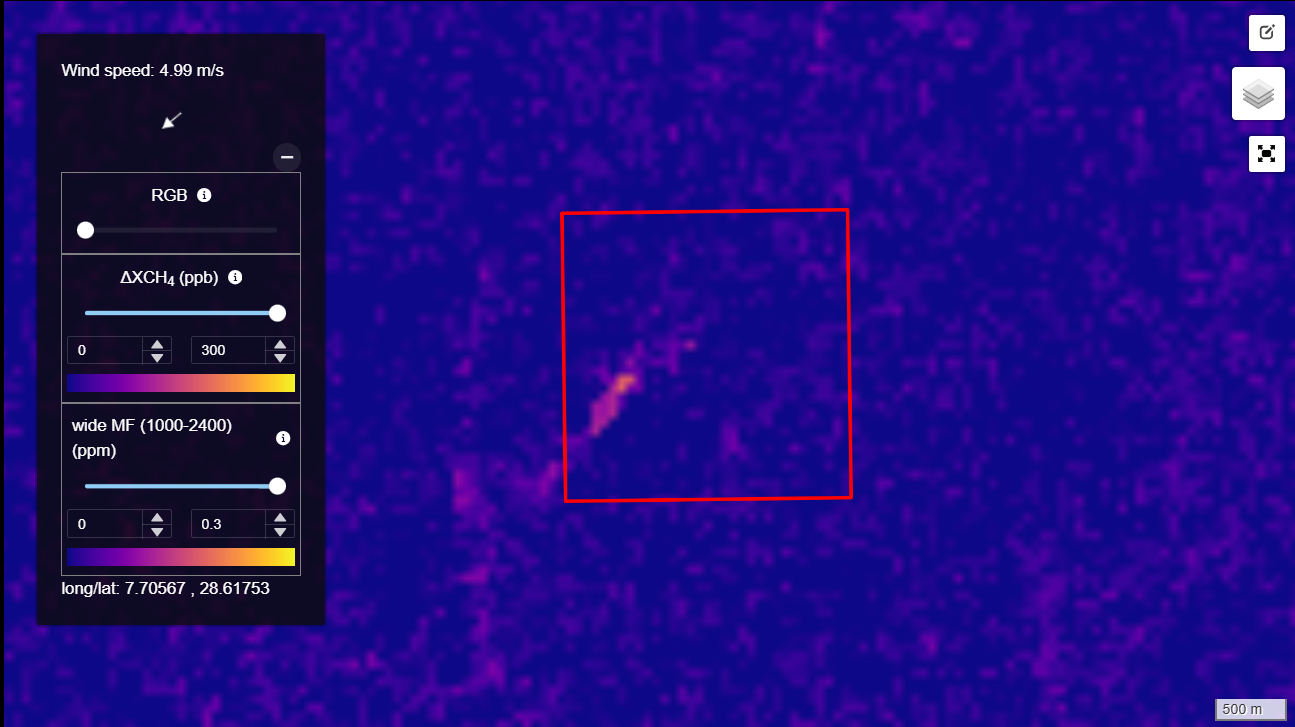 Wind speed: 4.99 m/s
RGB
ΔXCH₄ (ppb)
0 300
wide MF (1000-2400)
(ppm)
0 0.3
long/lat: 7.70567 , 28.61753
500 m